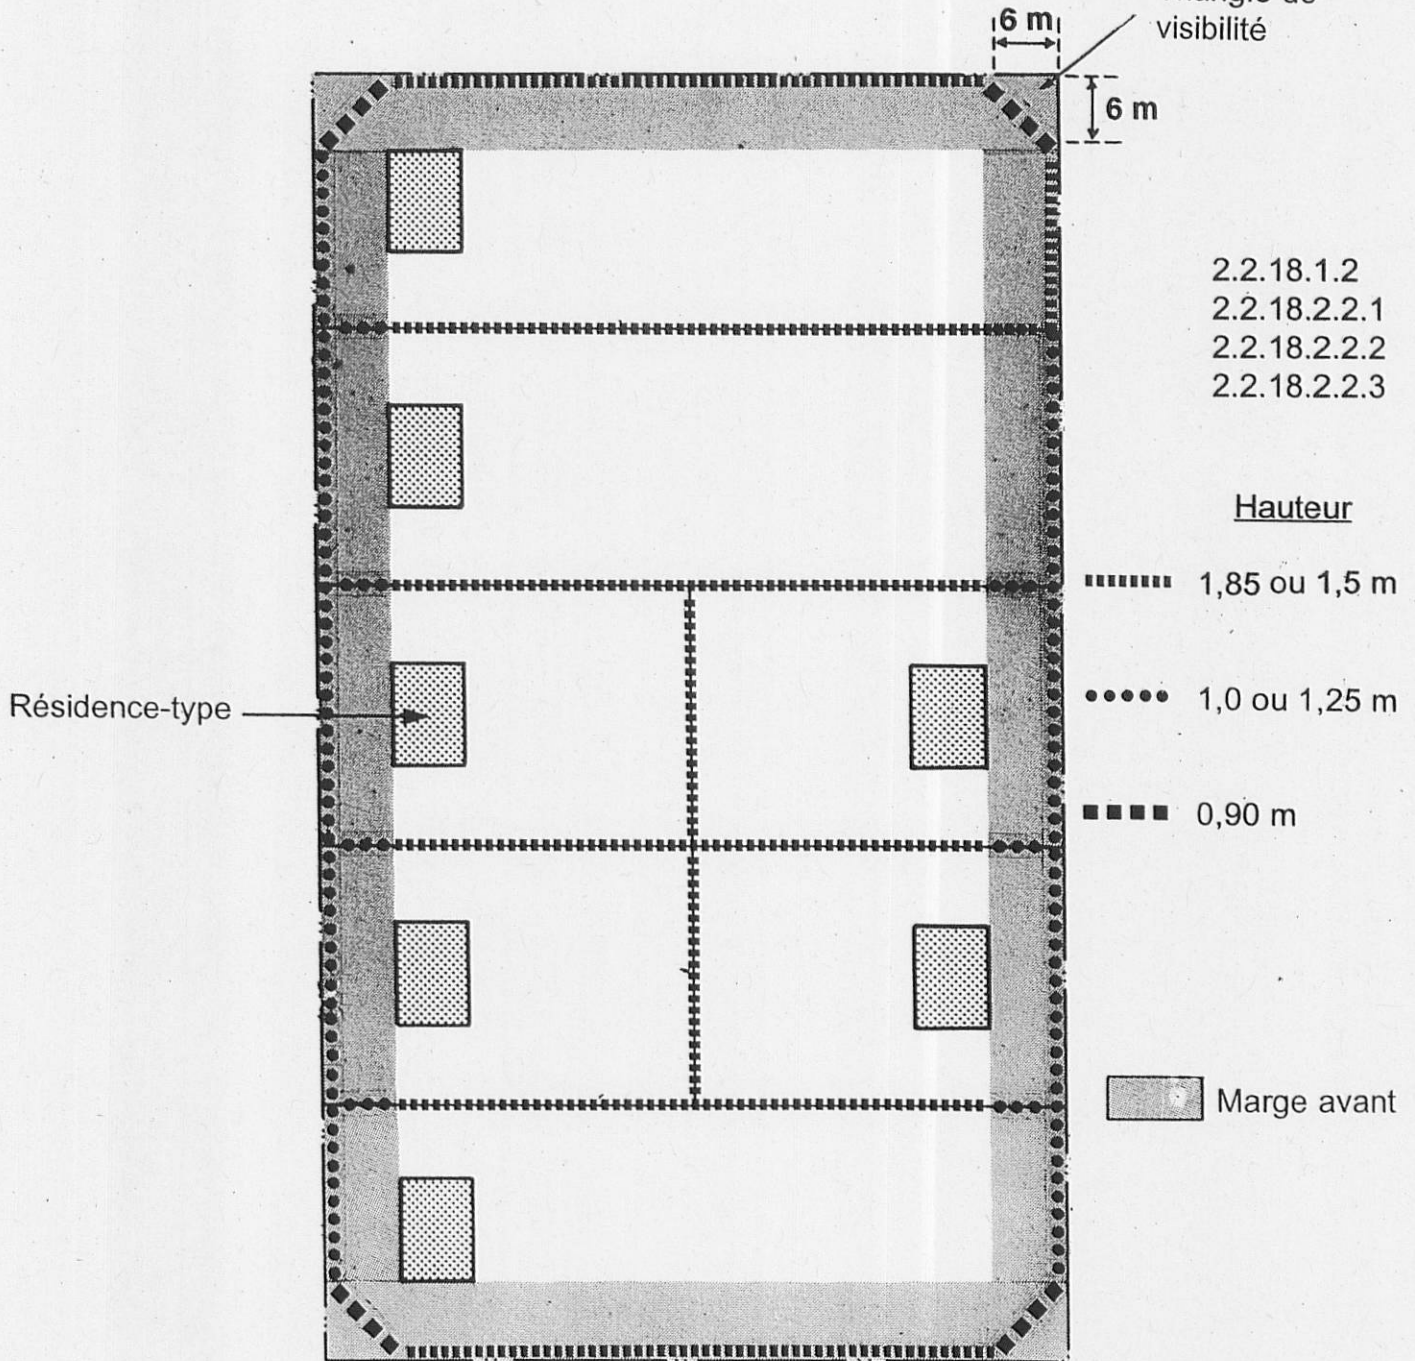 6 m
visibilité
6 m
2.2.18.1.2
2.2.18.2.2.1
2.2.18.2.2.2
2.2.18.2.2.3
Hauteur
1,85 ou 1,5 m
Résidence-type
1,0 ou 1,25 m
0,90 m
Marge avant